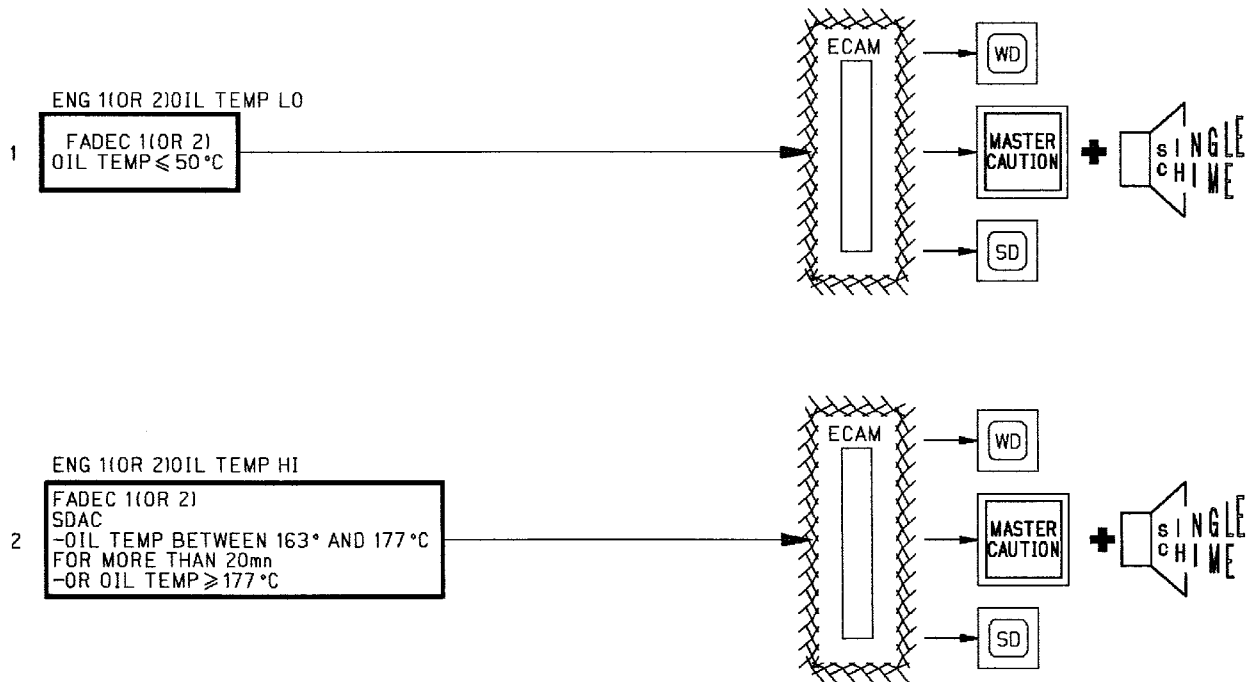 ECAM
WD
ENG 1(OR 2)OIL TEMP LO
1
FADEC 1(OR 2)
OIL TEMP ⩽ 50 °C
MASTER
CAUTION
+
SINGLE
CHIME
SD
ECAM
WD
ENG 1(OR 2)OIL TEMP HI
2
FADEC 1(OR 2)
SDAC
-OIL TEMP BETWEEN 163° AND 177 °C
FOR MORE THAN 20mn
-OR OIL TEMP ⩾ 177 °C
MASTER
CAUTION
+
SINGLE
CHIME
SD